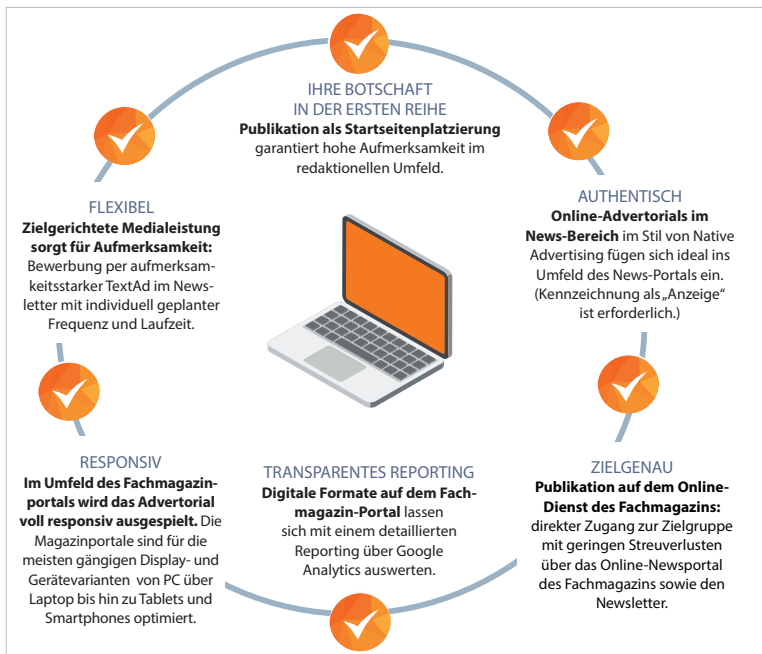 IHRE BOTSCHAFT
IN DER ERSTEN REIHE
Publikation als Startseitenplatzierung
garantiert hohe Aufmerksamkeit im
redaktionellen Umfeld.
FLEXIBEL
Zielgerichtete Medialeistung
sorgt für Aufmerksamkeit:
Bewerbung per aufmerksam-
keitsstarker TextAd im News-
letter mit individuell geplanter
Frequenz und Laufzeit.
AUTHENTISCH
Online-Advertorials im
News-Bereich im Stil von Native
Advertising fügen sich ideal ins
Umfeld des News-Portals ein.
(Kennzeichnung als „Anzeige“
ist erforderlich.)
RESPONSIV
Im Umfeld des Fachmagazin-
portals wird das Advertorial
voll responsiv ausgespielt. Die
Magazinportale sind für die
meisten gängigen Display- und
Gerätevarianten von PC über
Laptop bis hin zu Tablets und
Smartphones optimiert.
TRANSPARENTES REPORTING
Digitale Formate auf dem Fach-
magazin-Portal lassen
sich mit einem detaillierten
Reporting über Google
Analytics auswerten.
ZIELGENAU
Publikation auf dem Online-
Dienst des Fachmagazins:
direkter Zugang zur Zielgruppe
mit geringen Streuverlusten
über das Online-Newsportal
des Fachmagazins sowie den
Newsletter.